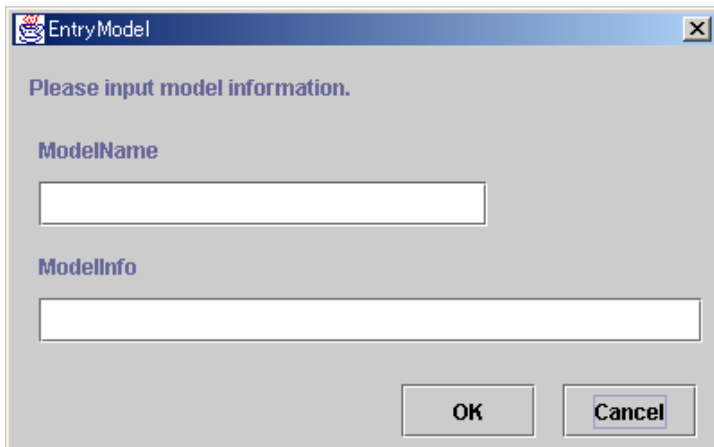 EntryModel
Please input model information.
ModelName
ModelInfo
OK Cancel